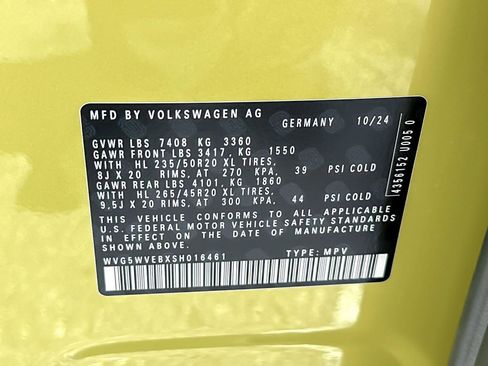 MFD BY VOLKSWAGEN AG
GERMANY 10/24
GVWR LBS 7408 KG 3360
GAWR FRONT LBS 3417, KG 1550
WITH HL 235/50R20 XL TIRES,
8J X 20 RIMS, AT 270 KPA, 39 PSI COLD
GAWR REAR LBS 4101, KG 1860
WITH HL 265/45R20 XL TIRES,
9,5J X 20 RIMS, AT 300 KPA, 44 PSI COLD
THIS VEHICLE CONFORMS TO ALL APPLICABLE
U.S. FEDERAL MOTOR VEHICLE SAFETY STANDARDS
IN EFFECT ON THE DATE OF MANUFACTURE
SHOWN ABOVE.
WVG5WVEBXSH016461 TYPE: MPV
4356152 U005 0